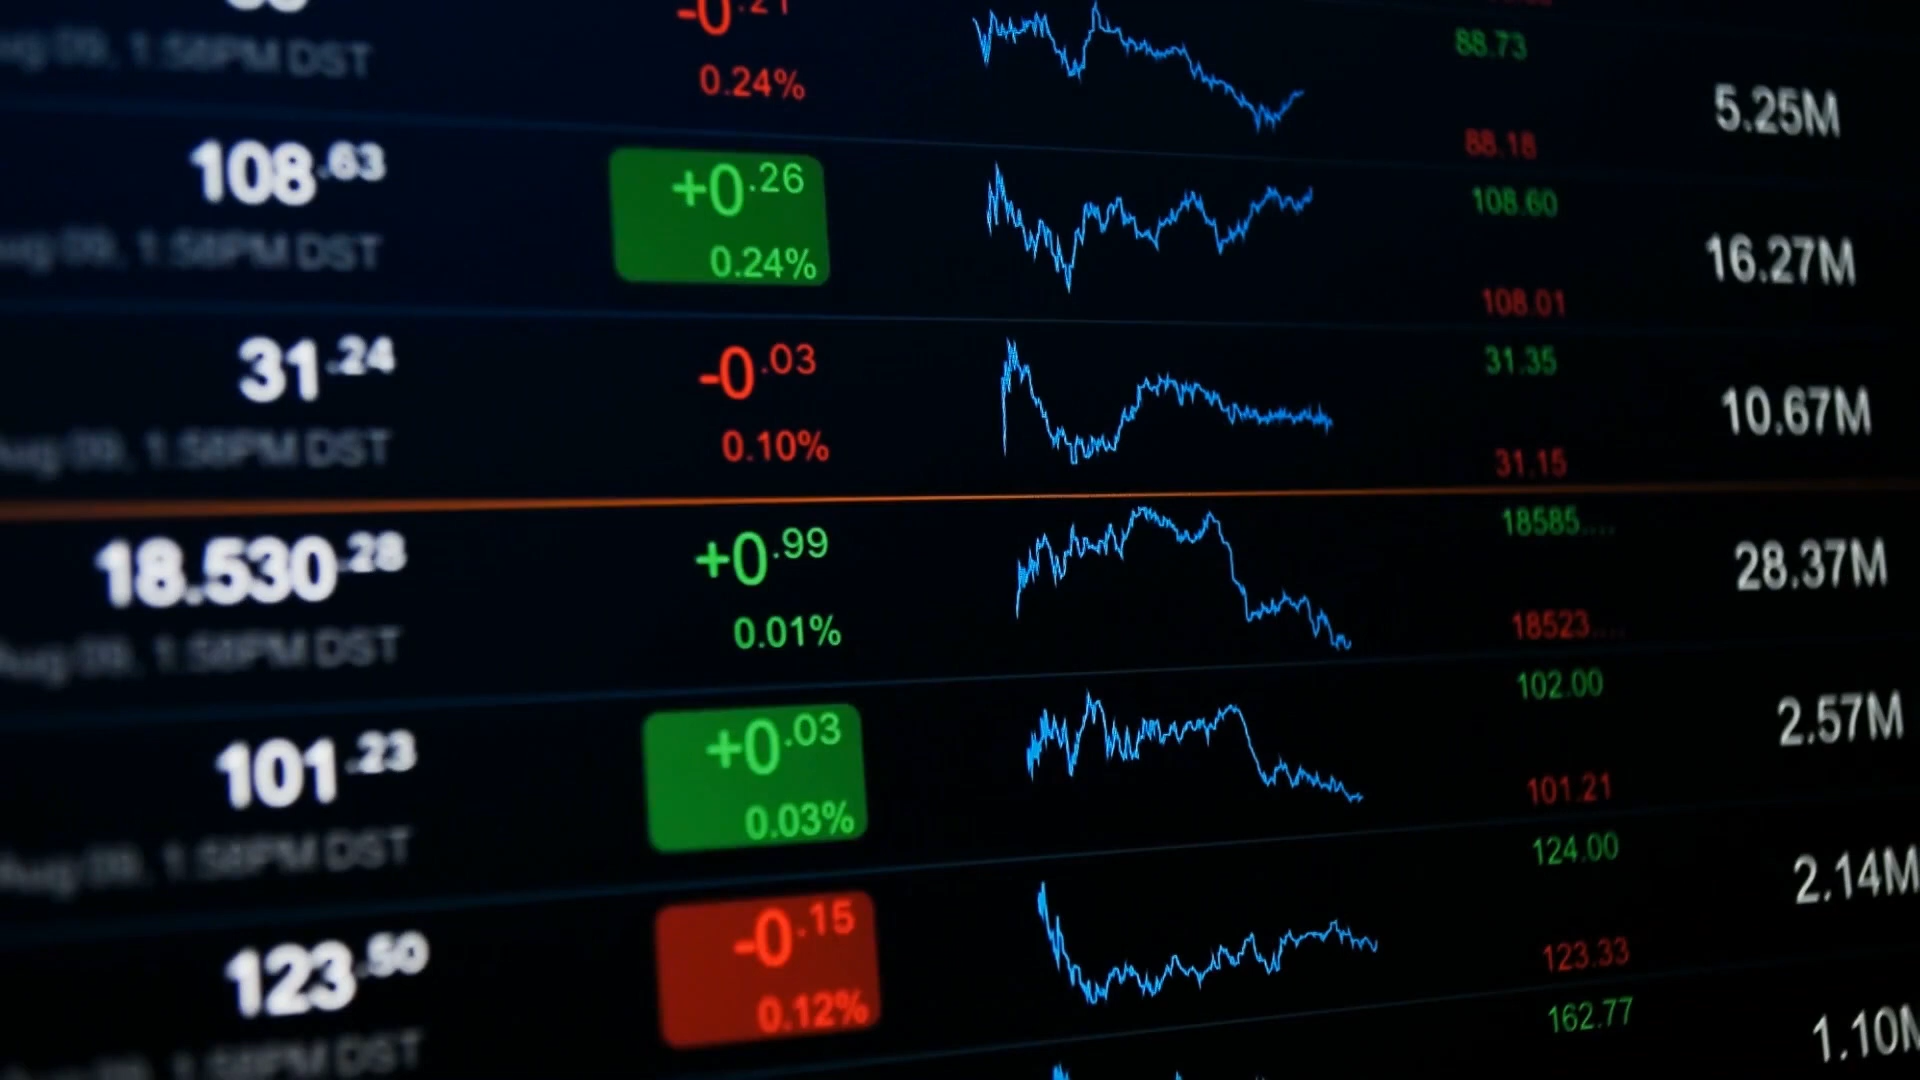 -0.21
88.73
Aug 09, 1:58PM DST
0.24%
5.25M
88.18
108.63
+0.26
108.60
Aug 09, 1:58PM DST
0.24%
16.27M
108.01
31.24
-0.03
31.35
Aug 09, 1:58PM DST
0.10%
10.67M
31.15
18.530.28
+0.99
18585....
Aug 09, 1:58PM DST
0.01%
28.37M
18523....
101.23
+0.03
102.00
Aug 09, 1:58PM DST
0.03%
2.57M
101.21
123.50
-0.15
124.00
Aug 09, 1:58PM DST
0.12%
2.14M
123.33
162.77
1.10M